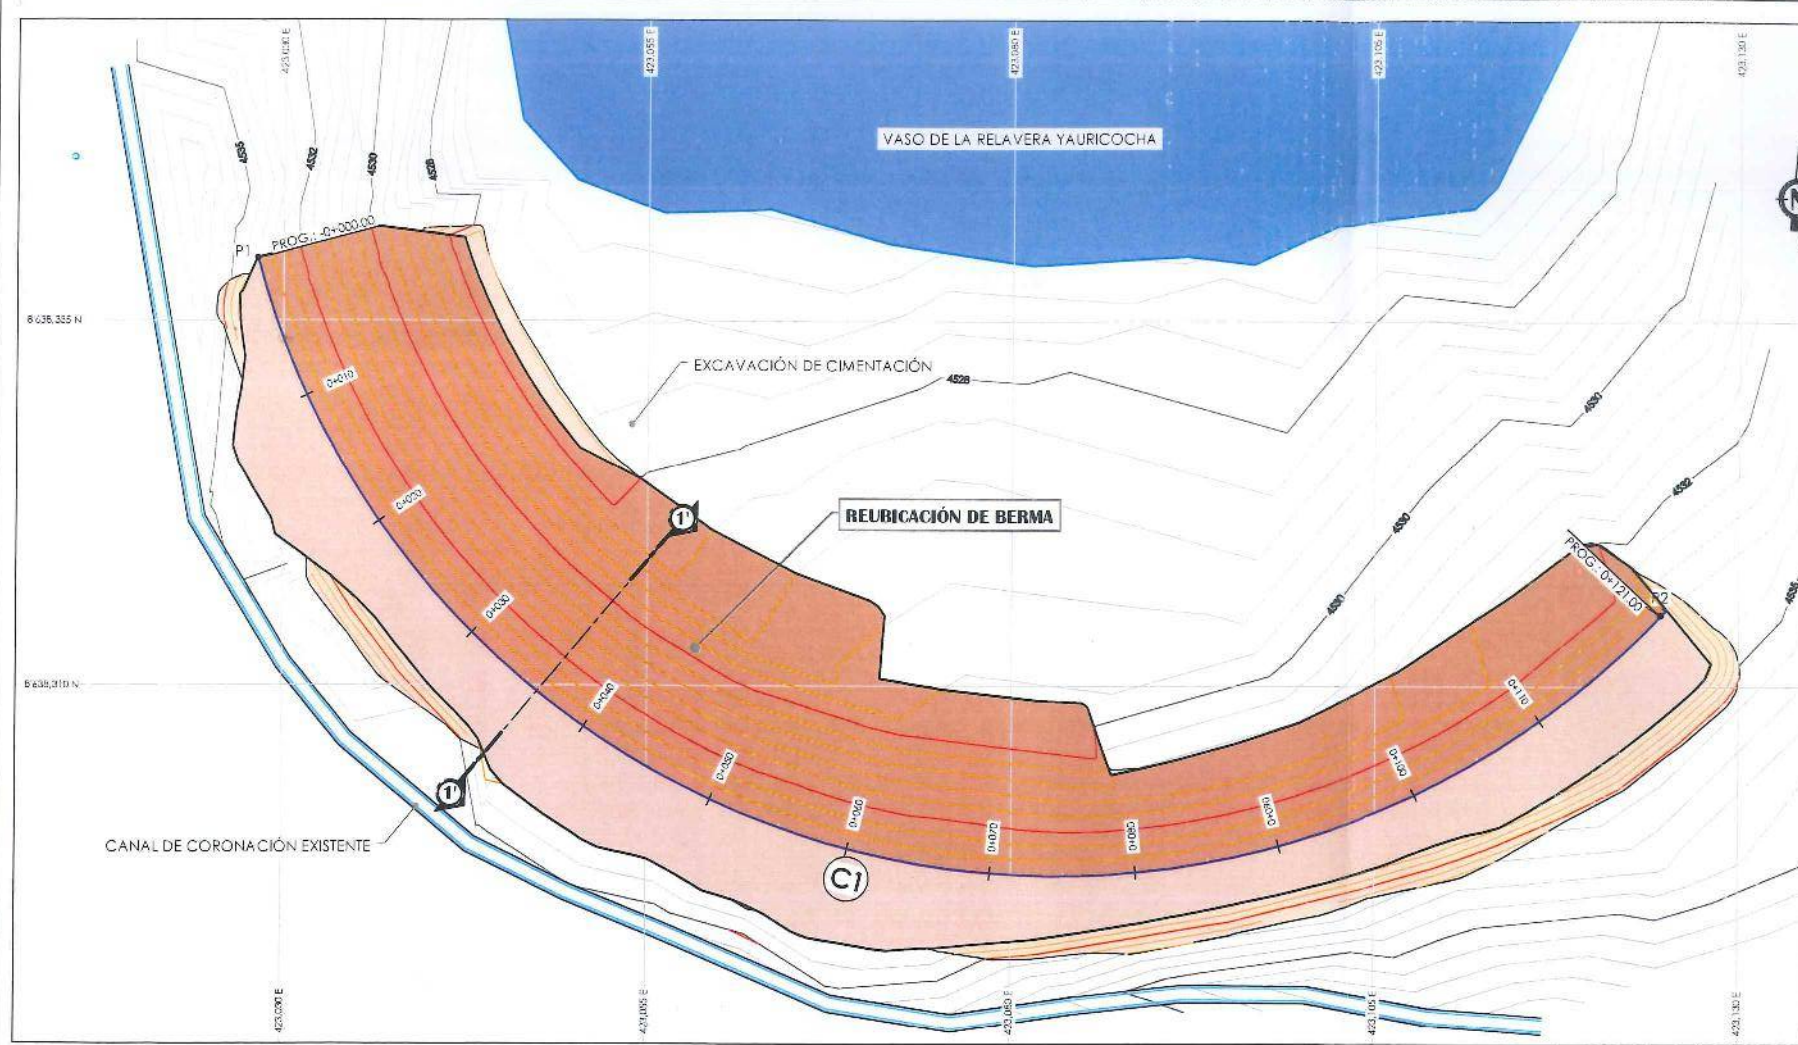 423,030 E
423,055 E
423,080 E
423,105 E
423,130 E
VASO DE LA RELAVERA YAURICOCHA
4535
4532
4530
4528
N
P1
PROG.: -0+000.00
8'638,335 N
0+010
EXCAVACIÓN DE CIMENTACIÓN
4528
4530
4532
0+020
1'
REUBICACIÓN DE BERMA
4530
PROG.: 0+121.00
P2
4530
4535
0+030
8'638,310 N
0+040
0+110
0+050
0+100
1'
0+060
0+070
0+080
0+090
CANAL DE CORONACIÓN EXISTENTE
C1
423,030 E
423,055 E
423,080 E
423,105 E
423,130 E